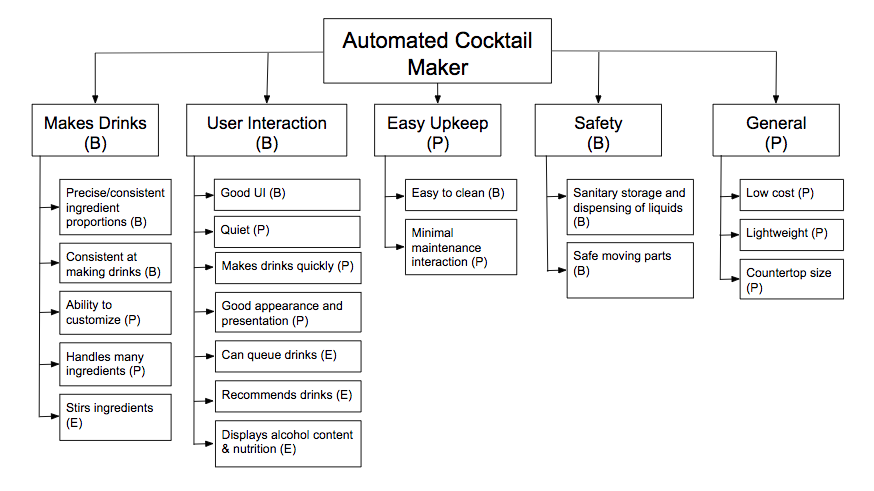 Automated Cocktail
Maker
Makes Drinks
(B)
User Interaction
(B)
Easy Upkeep
(P)
Safety
(B)
General
(P)
Precise/consistent
ingredient
proportions (B)
Consistent at
making drinks (B)
Ability to
customize (P)
Handles many
ingredients (P)
Stirs ingredients
(E)
Good UI (B)
Quiet (P)
Makes drinks quickly (P)
Good appearance and
presentation (P)
Can queue drinks (E)
Recommends drinks (E)
Displays alcohol content
& nutrition (E)
Easy to clean (B)
Minimal
maintenance
interaction (P)
Sanitary storage and
dispensing of liquids
(B)
Safe moving parts
(B)
Low cost (P)
Lightweight (P)
Countertop size
(P)